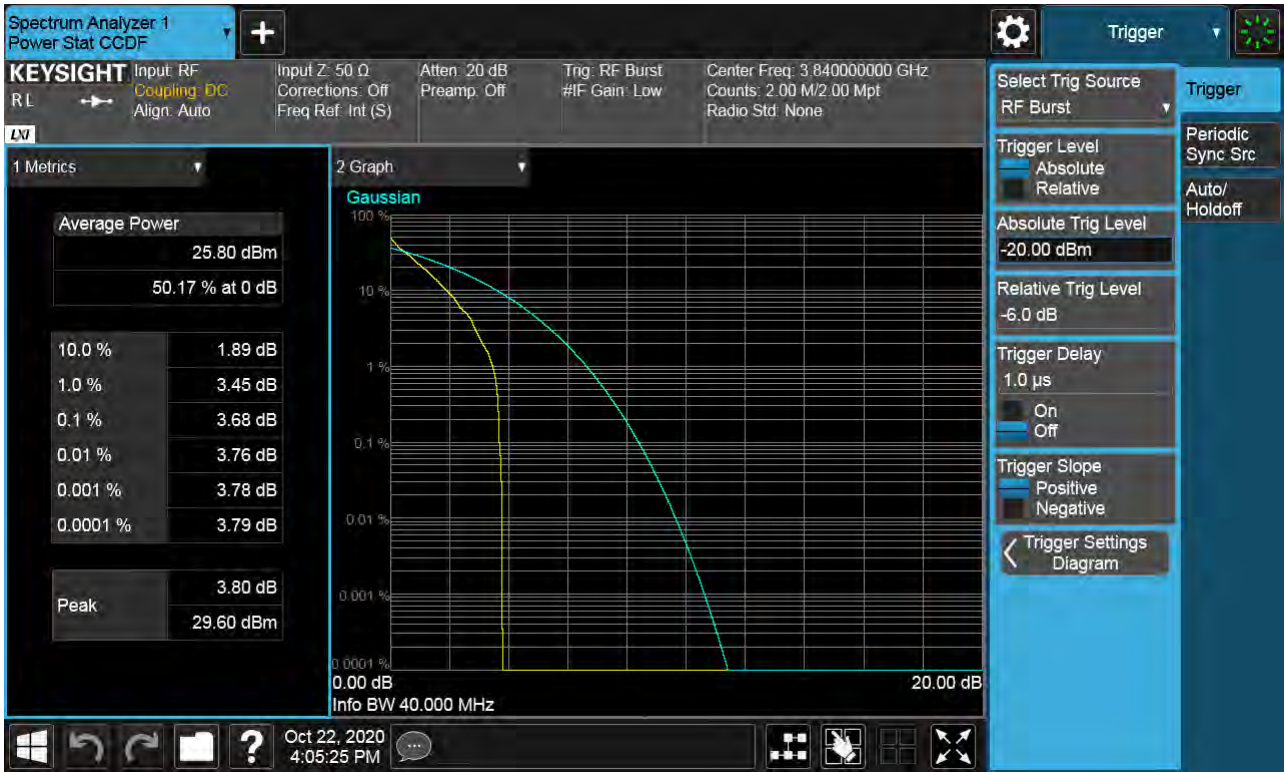 Spectrum Analyzer 1
Power Stat CCDF
+
Trigger
KEYSIGHT
RL
LXI
Input: RF
Coupling: DC
Align: Auto
Input Z: 50 Ω
Corrections: Off
Freq Ref: Int (S)
Atten: 20 dB
Preamp: Off
Trig: RF Burst
#IF Gain: Low
Center Freq: 3.840000000 GHz
Counts: 2.00 M/2.00 Mpt
Radio Std: None
1 Metrics
Average Power
25.80 dBm
50.17 % at 0 dB
10.0 % 1.89 dB
1.0 % 3.45 dB
0.1 % 3.68 dB
0.01 % 3.76 dB
0.001 % 3.78 dB
0.0001 % 3.79 dB
Peak
3.80 dB
29.60 dBm
2 Graph
Gaussian
100 %
10 %
1 %
0.1 %
0.01 %
0.001 %
0.0001 %
0.00 dB 20.00 dB
Info BW 40.000 MHz
Select Trig Source
RF Burst
Trigger Level
Absolute
Relative
Absolute Trig Level
-20.00 dBm
Relative Trig Level
-6.0 dB
Trigger Delay
1.0 µs
On
Off
Trigger Slope
Positive
Negative
Trigger Settings
Diagram
Trigger
Periodic
Sync Src
Auto/
Holdoff
?
Oct 22, 2020
4:05:25 PM